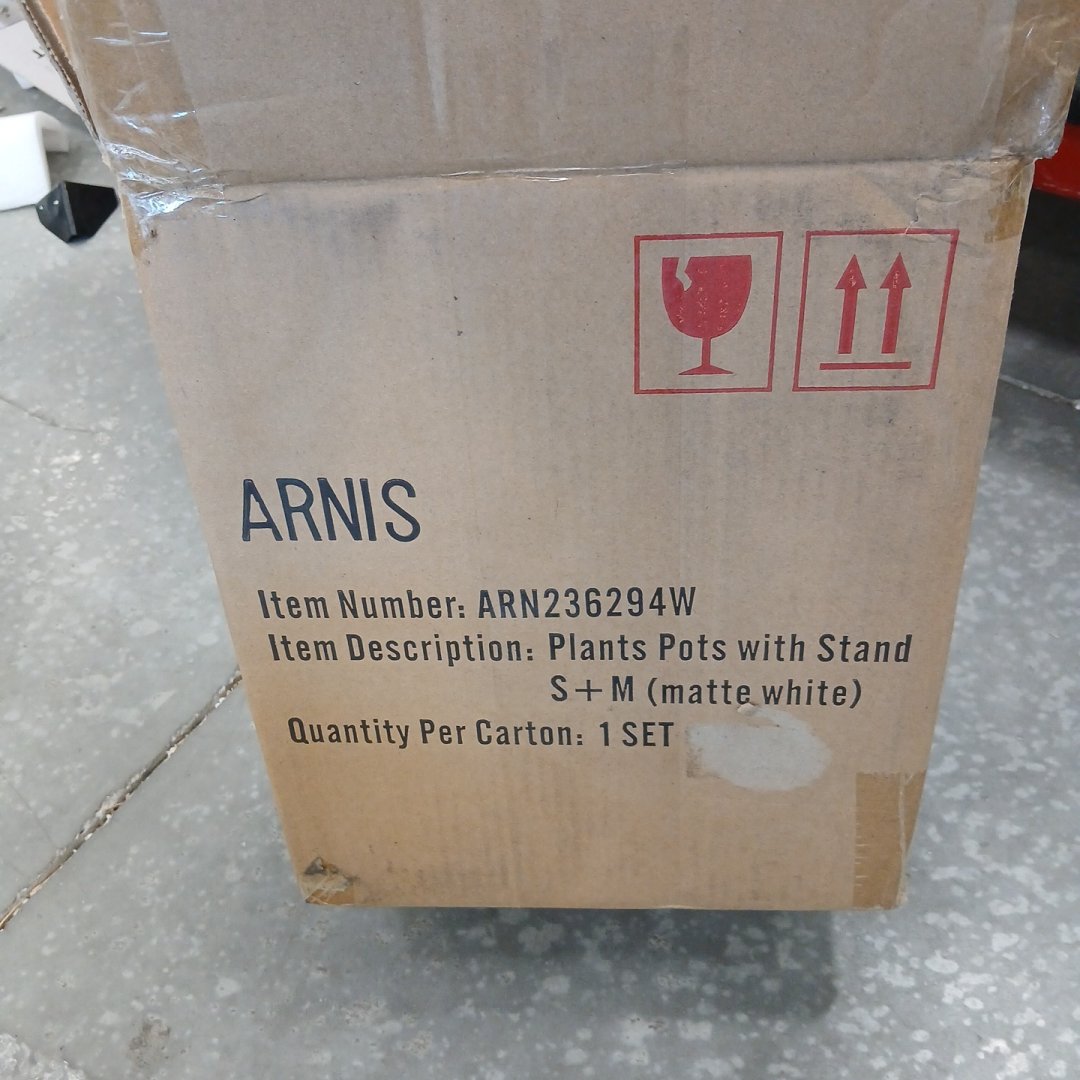 ARNIS
Item Number: ARN236294W
Item Description: Plants Pots with Stand
S+M (matte white)
Quantity Per Carton: 1 SET